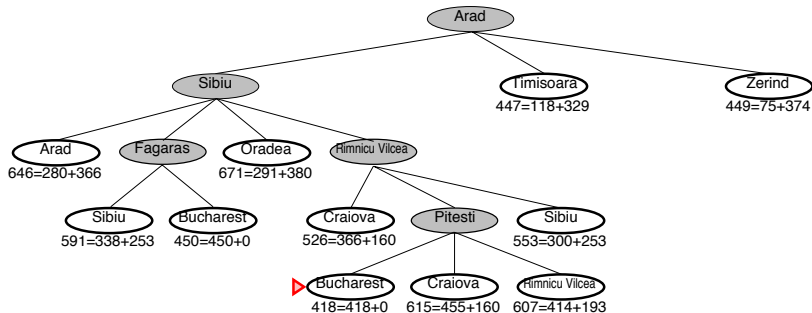 Arad
Sibiu
Timisoara
Zerind
447=118+329
449=75+374
Arad
Fagaras
Oradea
Rimnicu Vilcea
646=280+366
671=291+380
Sibiu
Bucharest
Craiova
Pitesti
Sibiu
591=338+253
450=450+0
526=366+160
553=300+253
Bucharest
Craiova
Rimnicu Vilcea
418=418+0
615=455+160
607=414+193